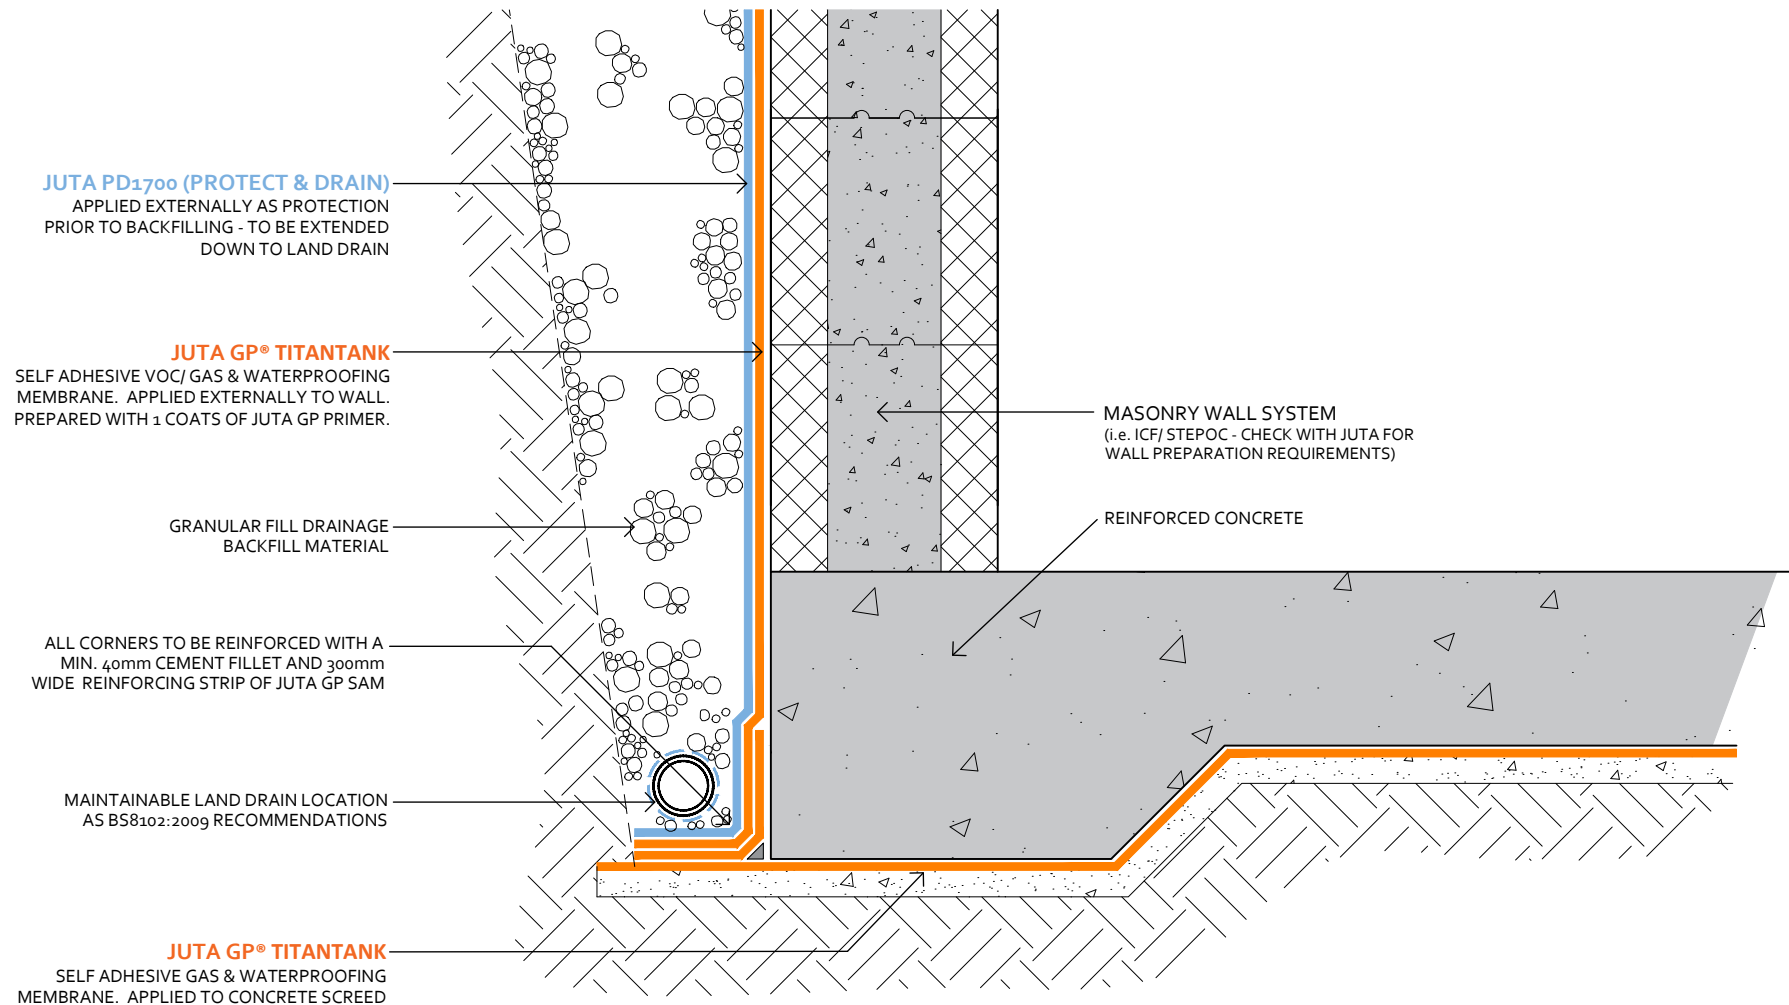 JUTA PD1700 (PROTECT & DRAIN)
APPLIED EXTERNALLY AS PROTECTION
PRIOR TO BACKFILLING - TO BE EXTENDED
DOWN TO LAND DRAIN
JUTA GP® TITANTANK
SELF ADHESIVE VOC/ GAS & WATERPROOFING
MEMBRANE. APPLIED EXTERNALLY TO WALL.
PREPARED WITH 1 COATS OF JUTA GP PRIMER.
GRANULAR FILL DRAINAGE
BACKFILL MATERIAL
ALL CORNERS TO BE REINFORCED WITH A
MIN. 40mm CEMENT FILLET AND 300mm
WIDE REINFORCING STRIP OF JUTA GP SAM
MAINTAINABLE LAND DRAIN LOCATION
AS BS8102:2009 RECOMMENDATIONS
JUTA GP® TITANTANK
SELF ADHESIVE GAS & WATERPROOFING
MEMBRANE. APPLIED TO CONCRETE SCREED
MASONRY WALL SYSTEM
(i.e. ICF/ STEPOC - CHECK WITH JUTA FOR
WALL PREPARATION REQUIREMENTS)
REINFORCED CONCRETE